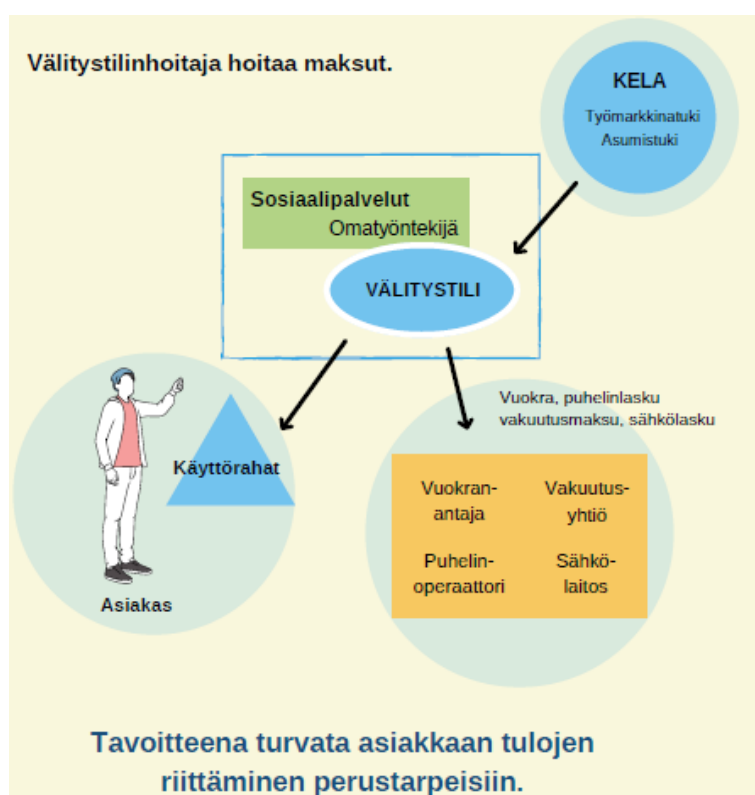 Välitystilinhoitaja hoitaa maksut.
KELA
Työmarkkinatuki
Asumistuki
Sosiaalipalvelut
Omatyöntekijä
VÄLITYSTILI
Käyttörahat
Asiakas
Vuokra, puhelinlasku
vakuutusmaksu, sähkölasku
Vuokran-
antaja
Vakuutus-
yhtiö
Puhelin-
operaattori
Sähkö-
laitos
Tavoitteena turvata asiakkaan tulojen
riittäminen perustarpeisiin.